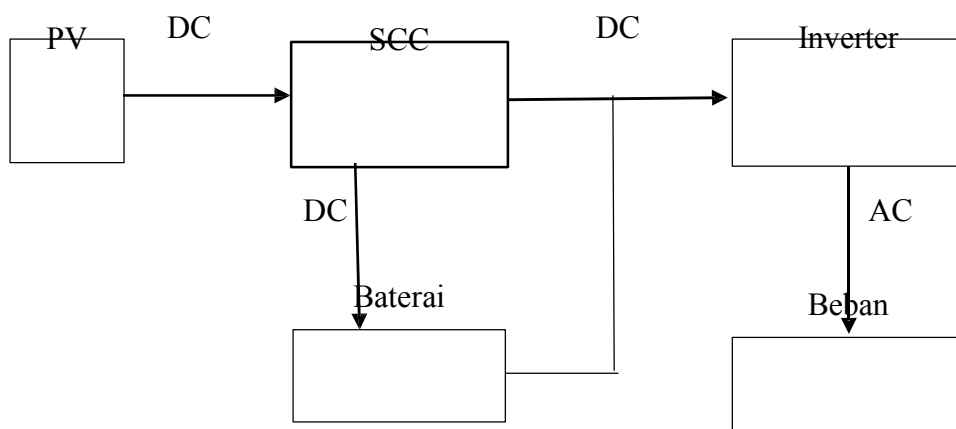 PV
DC
SCC
DC
Inverter
DC
AC
Baterai
Beban